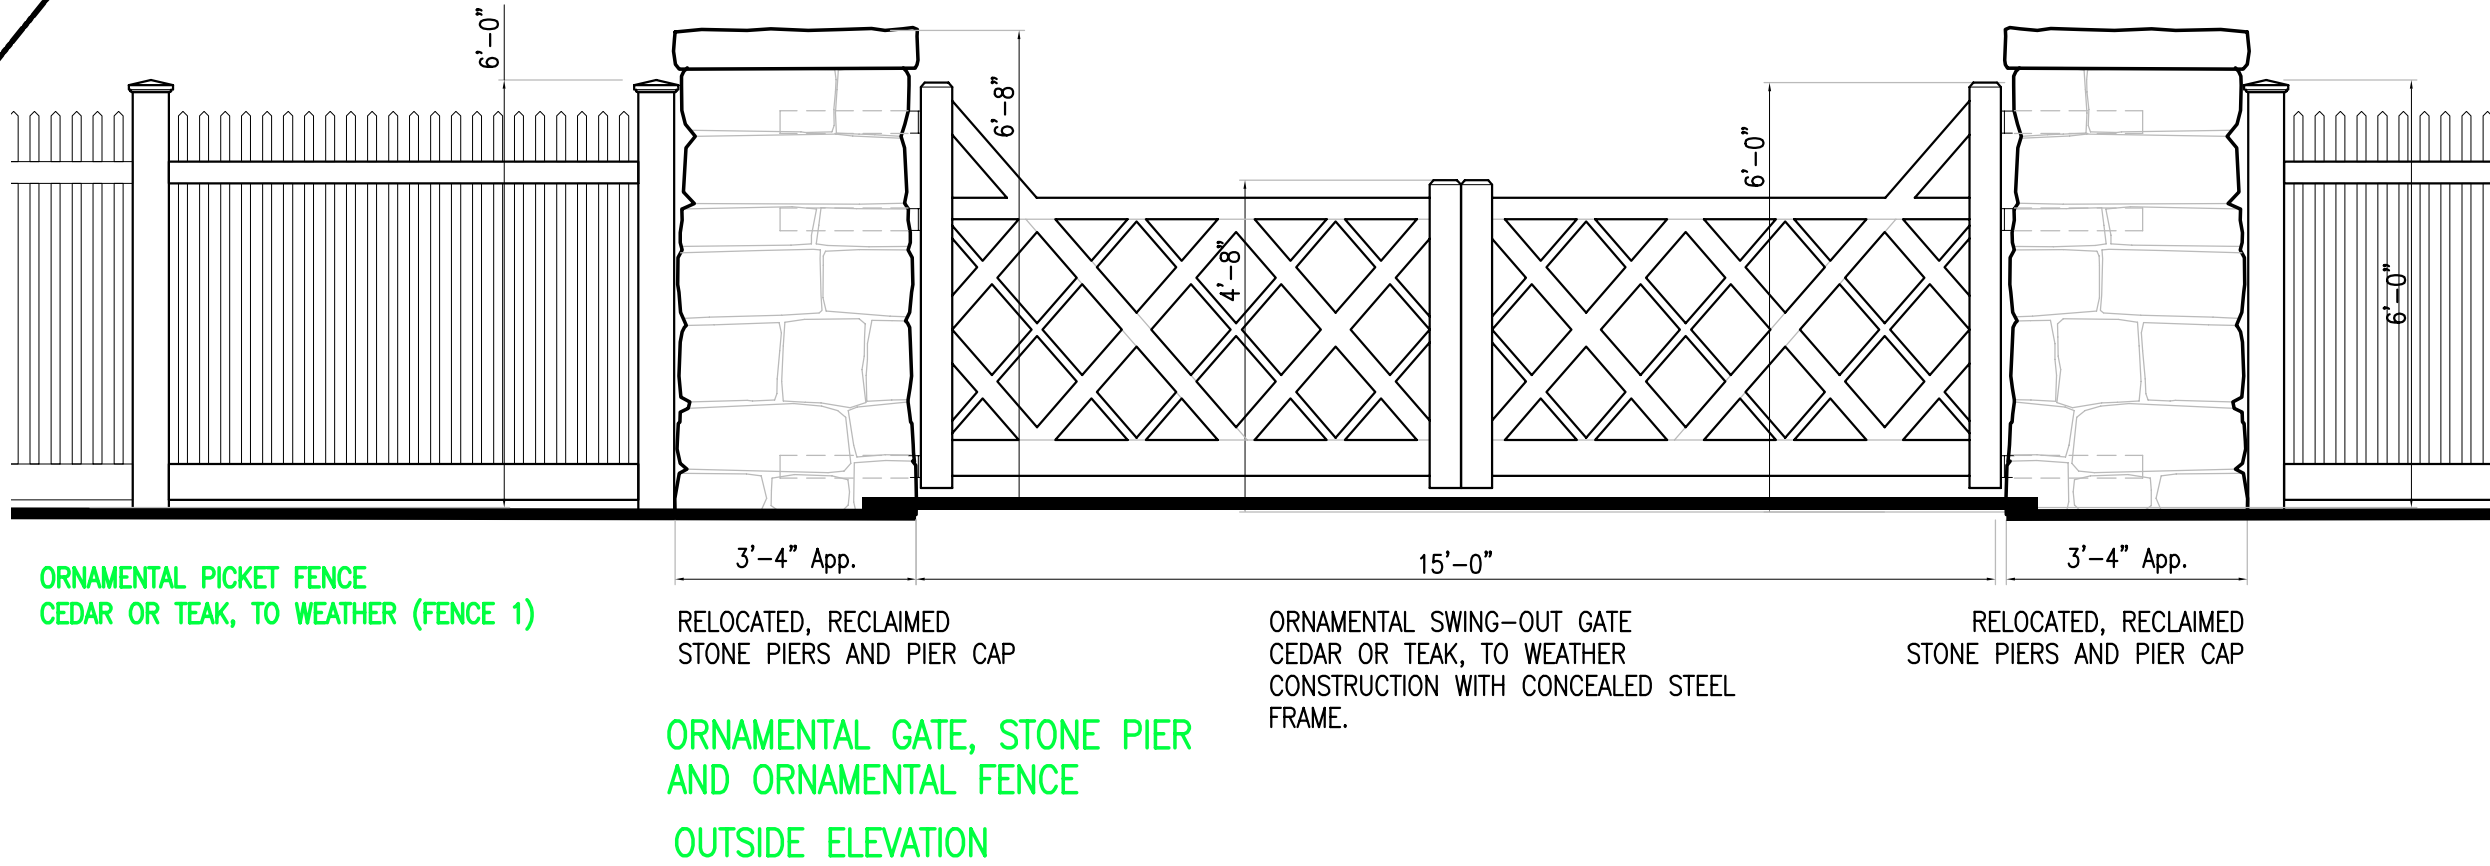 6'-0"
6'-8"
4'-8"
6'-0"
6'-0"
3'-4" App.
15'-0"
3'-4" App.
ORNAMENTAL PICKET FENCE
CEDAR OR TEAK, TO WEATHER (FENCE 1)
RELOCATED, RECLAIMED
STONE PIERS AND PIER CAP
ORNAMENTAL SWING-OUT GATE
CEDAR OR TEAK, TO WEATHER
CONSTRUCTION WITH CONCEALED STEEL
FRAME.
RELOCATED, RECLAIMED
STONE PIERS AND PIER CAP
ORNAMENTAL GATE, STONE PIER
AND ORNAMENTAL FENCE
OUTSIDE ELEVATION